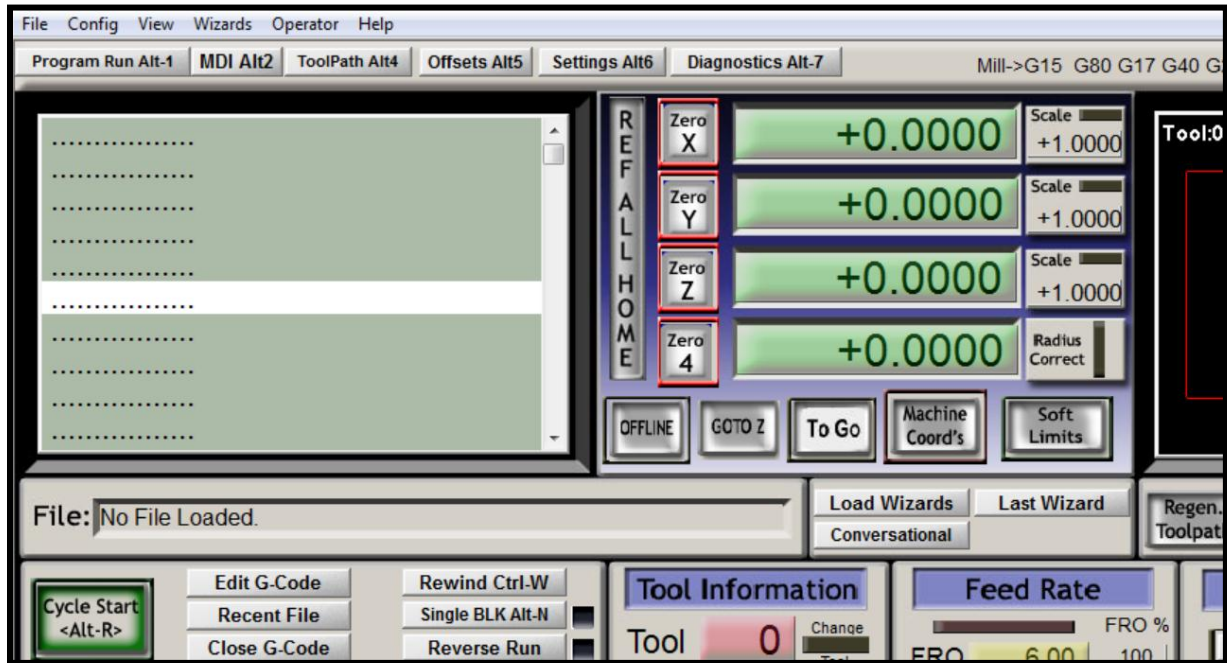 File Config View Wizards Operator Help
Program Run Alt-1 MDI Alt2 ToolPath Alt4 Offsets Alt5 Settings Alt6 Diagnostics Alt-7 Mill->G15 G80 G17 G40
.................
.................
.................
.................
.................
.................
.................
.................
.................
.................
REF ALL HOME
Zero X +0.0000 Scale +1.0000
Zero Y +0.0000 Scale +1.0000
Zero Z +0.0000 Scale +1.0000
Zero 4 +0.0000 Radius Correct
OFFLINE GOTO Z To Go Machine Coord's Soft Limits
Tool:0
File: No File Loaded.
Load Wizards Last Wizard
Conversational
Regen.
Toolpat
Cycle Start
<Alt-R>
Edit G-Code Rewind Ctrl-W
Recent File Single BLK Alt-N
Close G-Code Reverse Run
Tool Information
Tool 0 Change
Feed Rate
FRO %
FRO 6.00 100